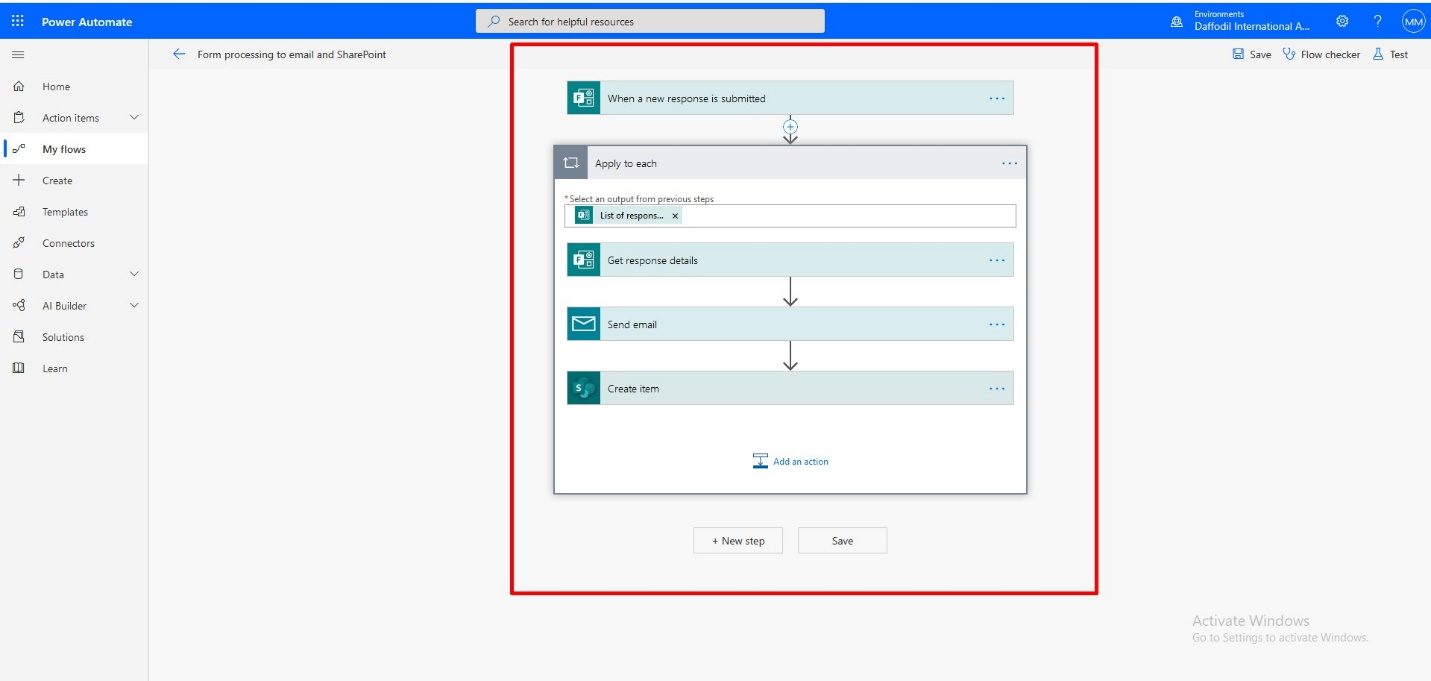 Power Automate
Search for helpful resources
Environments
Daffodil International A...
?
MM
Form processing to email and SharePoint
Save
Flow checker
Test
Home
Action items
My flows
Create
Templates
Connectors
Data
AI Builder
Solutions
Learn
When a new response is submitted
...
Apply to each
...
* Select an output from previous steps
List of respons... x
Get response details
...
Send email
...
S
Create item
...
Add an action
+ New step
Save
Activate Windows
Go to Settings to activate Windows.